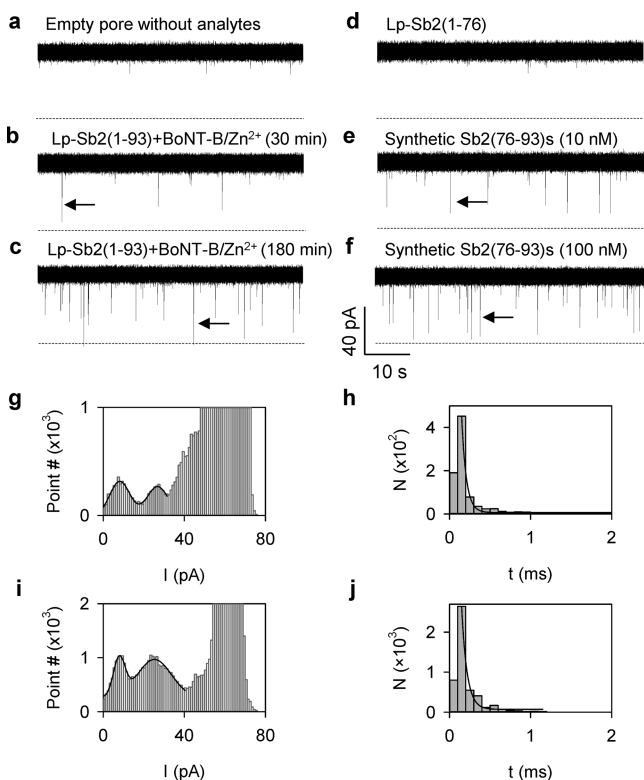 a Empty pore without analytes
b Lp-Sb2(1-93)+BoNT-B/Zn²⁺ (30 min)
c Lp-Sb2(1-93)+BoNT-B/Zn²⁺ (180 min)
d Lp-Sb2(1-76)
e Synthetic Sb2(76-93)s (10 nM)
f Synthetic Sb2(76-93)s (100 nM)
40 pA
10 s
g
Point # (x10³)
1
0
0 40 80
I (pA)
h
N (x10²)
4
2
0
0 1 2
t (ms)
i
Point # (x10³)
2
1
0
0 40 80
I (pA)
j
N (×10³)
2
1
0
0 1 2
t (ms)